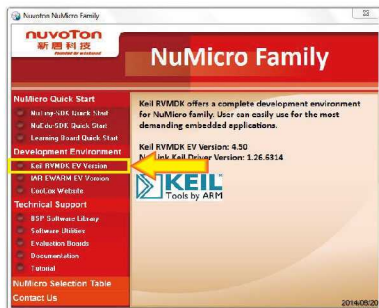 Nuvoton NuMicro Family
nuvoTon
新唐科技
NuMicro Family
NuMicro Quick Start
NuTiny-SDK Quick Start
NuEdu-SDK Quick Start
Learning Board Quick Start
Development Environment
Keil RVMDK EV Version
IAR EWARM EV Version
CooCox Website
Technical Support
BSP Software Library
Software Utilities
Evaluation Boards
Documentation
Tutorial
NuMicro Selection Table
Contact Us
Keil RVMDK offers a complete development environment
for NuMicro family. User can easily use for the most
demanding embedded applications.
Keil RVMDK EV Version: 4.50
Link Keil Driver Version: 1.26.6314
KEIL
Tools by ARM
2014/09/20